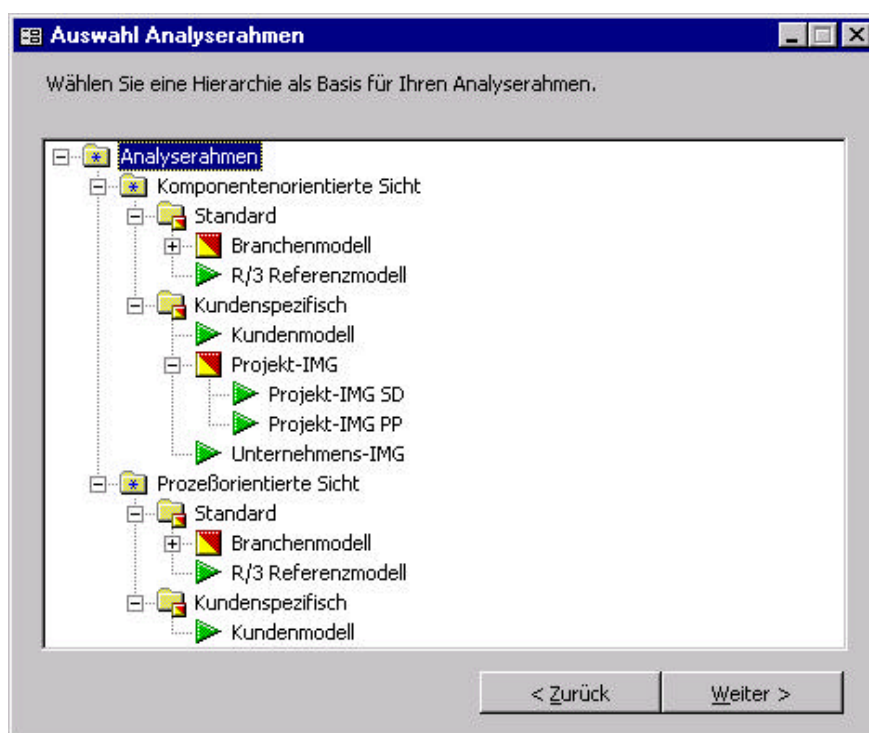 Auswahl Analyserahmen
Wählen Sie eine Hierarchie als Basis für Ihren Analyserahmen.
Analyserahmen
Komponentenorientierte Sicht
Standard
Branchenmodell
R/3 Referenzmodell
Kundenspezifisch
Kundenmodell
Projekt-IMG
Projekt-IMG SD
Projekt-IMG PP
Unternehmens-IMG
Prozeßorientierte Sicht
Standard
Branchenmodell
R/3 Referenzmodell
Kundenspezifisch
Kundenmodell
< Zurück Weiter >